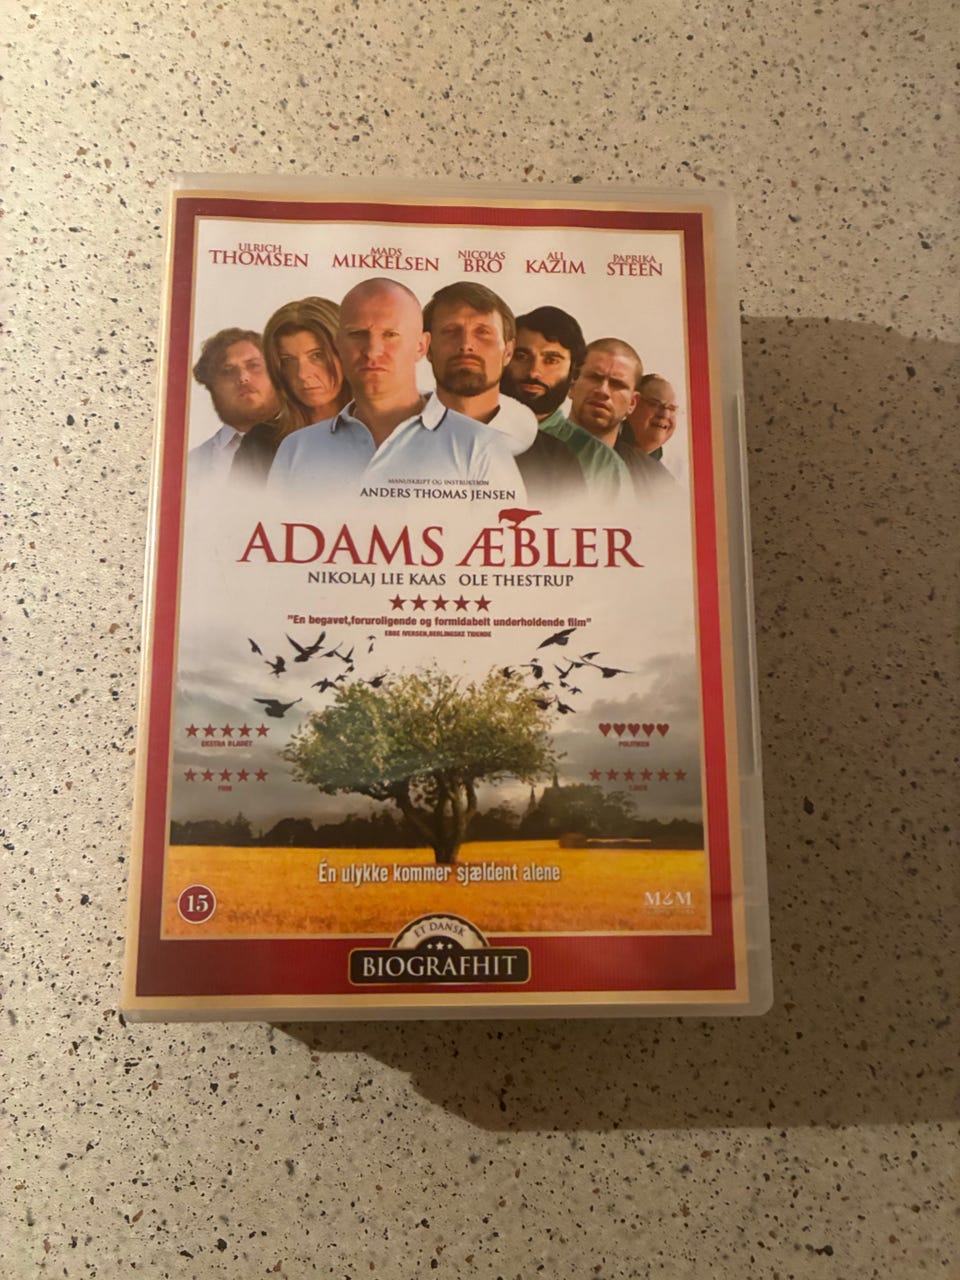 ULRICH THOMSEN
MADS MIKKELSEN
NICOLAS BRO
ALI KAZIM
PAPRIKA STEEN
MANUSKRIPT OG INSTRUKTION
ANDERS THOMAS JENSEN
ADAMS ÆBLER
NIKOLAJ LIE KAAS OLE THESTRUP
"En begavet,foruroligende og formidabelt underholdende film"
EBBE IVERSEN,BERLINGSKE TIDENDE
EKSTRA BLADET
POLITIKEN
Én ulykke kommer sjældent alene
15
M&M
ET DANSK
BIOGRAFHIT